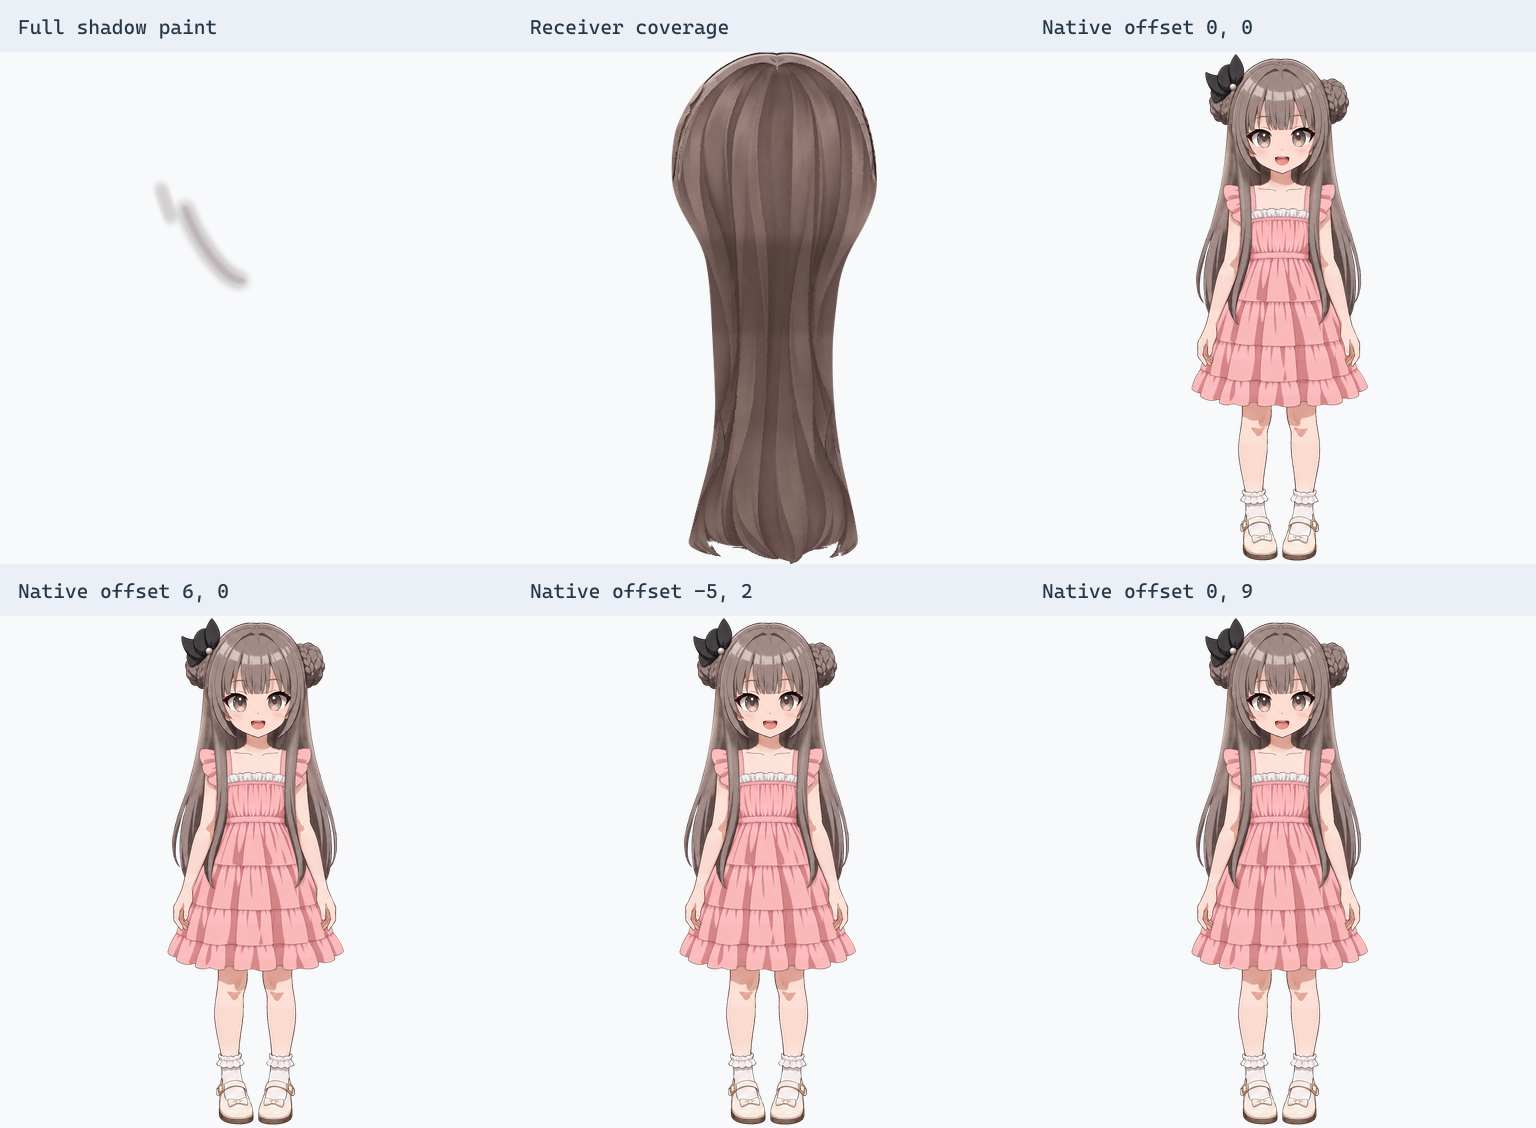 Full shadow paint
Receiver coverage
Native offset 0, 0
Native offset 6, 0
Native offset −5, 2
Native offset 0, 9